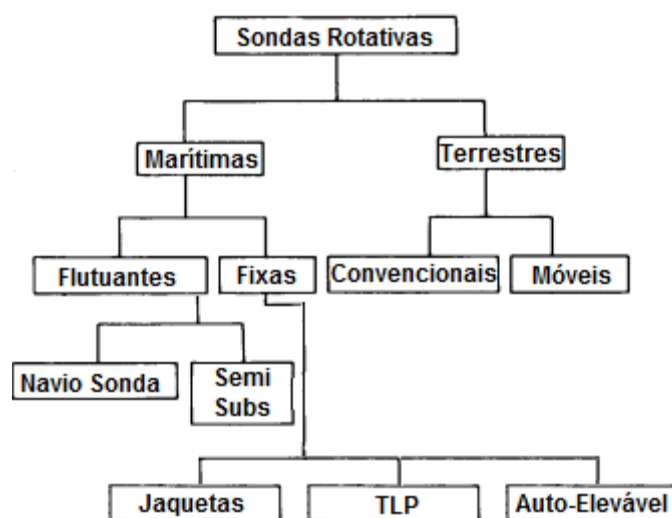 Sondas Rotativas
Marítimas
Terrestres
Flutuantes
Fixas
Convencionais
Móveis
Navio Sonda
Semi
Subs
Jaquetas
TLP
Auto-Elevável